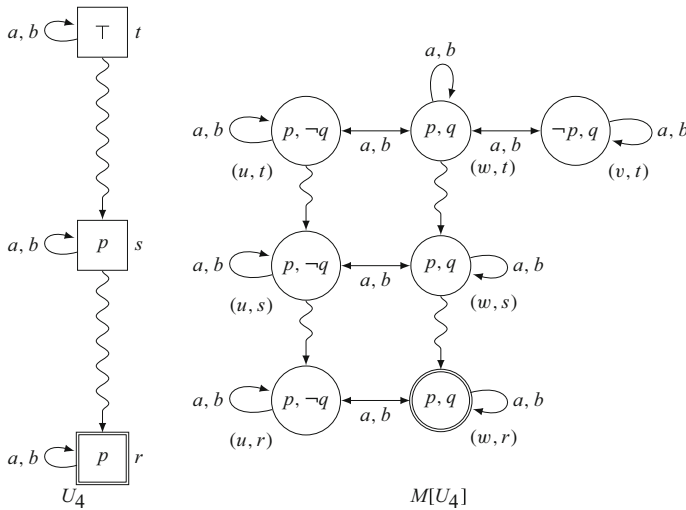 a, b ⊤ t
a, b
a, b p, ¬q p, q ¬p, q a, b
a, b a, b
(u, t) (w, t) (v, t)
a, b p s
a, b p, ¬q p, q a, b
a, b
(u, s) (w, s)
a, b p, ¬q p, q a, b
a, b
(u, r) (w, r)
a, b p r
U4 M[U4]